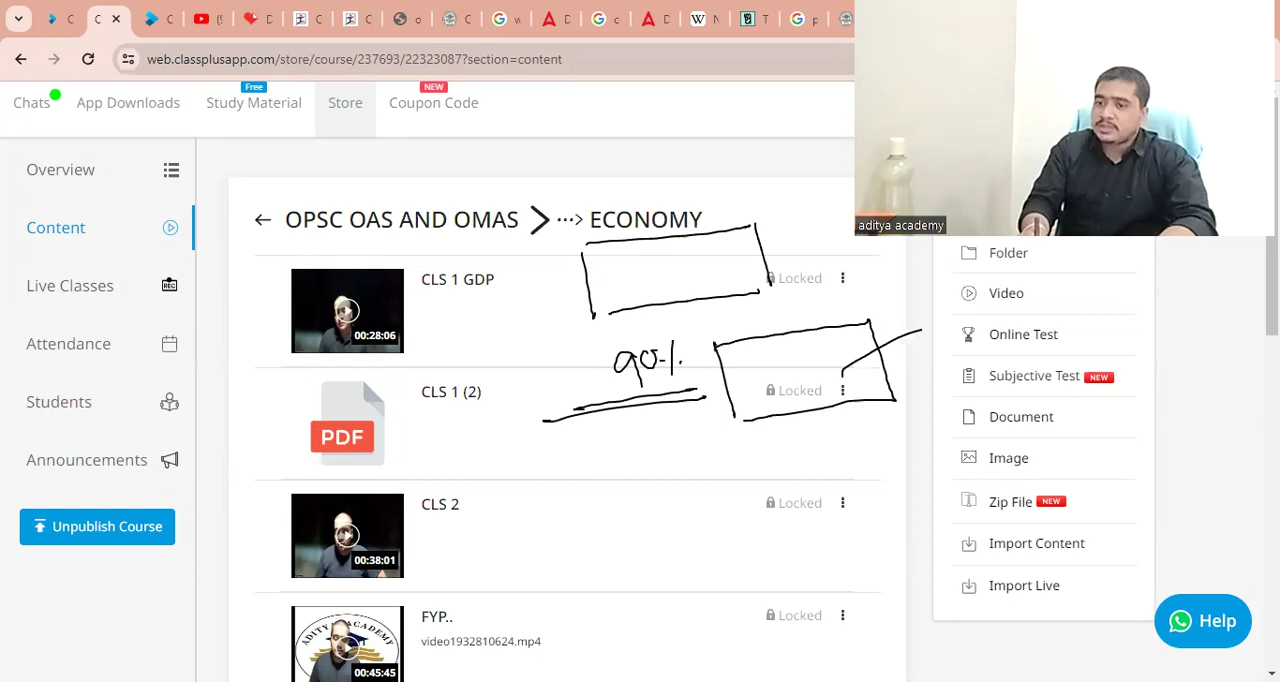 web.classplusapp.com/store/course/237693/22323087?section=content
Chats
App Downloads
Free
Study Material
Store
NEW
Coupon Code
aditya academy
Overview
Content
Live Classes
REC
Attendance
Students
Announcements
Unpublish Course
OPSC OAS AND OMAS
ECONOMY
CLS 1 GDP
Locked
00:28:06
90%
CLS 1 (2)
Locked
PDF
CLS 2
Locked
00:38:01
FYP..
Locked
video1932810624.mp4
00:45:45
Folder
Video
Online Test
Subjective Test NEW
Document
Image
Zip File NEW
Import Content
Import Live
Help